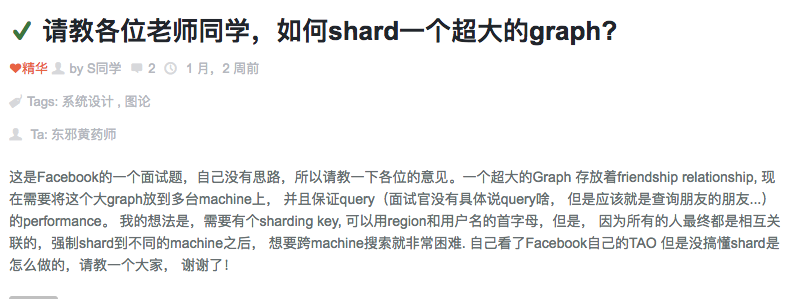 请教各位老师同学，如何shard一个超大的graph?
精华 by S同学 2 1 月，2 周前
Tags: 系统设计 , 图论
Ta: 东邪黄药师
这是Facebook的一个面试题，自己没有思路，所以请教一下各位的意见。一个超大的Graph 存放着friendship relationship, 现
在需要将这个大graph放到多台machine上， 并且保证query（面试官没有具体说query啥， 但是应该就是查询朋友的朋友...）
的performance。 我的想法是，需要有个sharding key, 可以用region和用户名的首字母，但是， 因为所有的人最终都是相互关
联的，强制shard到不同的machine之后， 想要跨machine搜索就非常困难. 自己看了Facebook自己的TAO 但是没搞懂shard是
怎么做的，请教一个大家， 谢谢了！